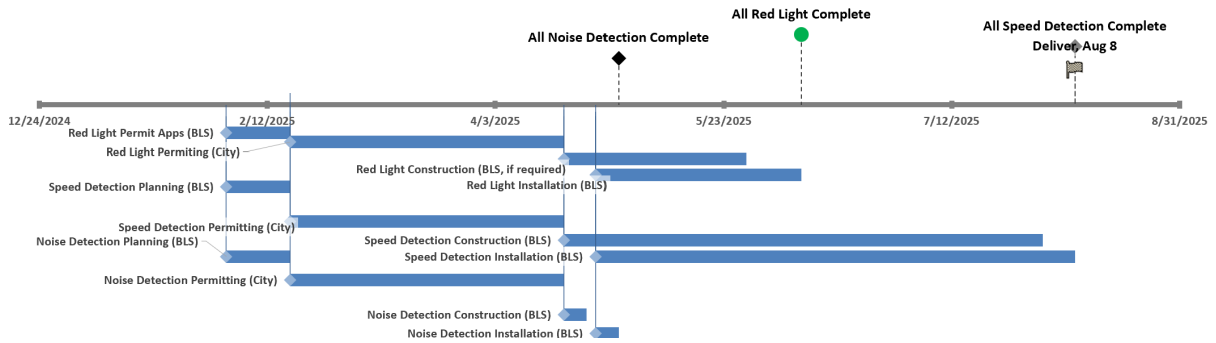 All Noise Detection Complete
All Red Light Complete
All Speed Detection Complete
Deliver, Aug 8
12/24/2024
2/12/2025
4/3/2025
5/23/2025
7/12/2025
8/31/2025
Red Light Permit Apps (BLS)
Red Light Permiting (City)
Red Light Construction (BLS, if required)
Red Light Installation (BLS)
Speed Detection Planning (BLS)
Speed Detection Permitting (City)
Noise Detection Planning (BLS)
Speed Detection Construction (BLS)
Speed Detection Installation (BLS)
Noise Detection Permitting (City)
Noise Detection Construction (BLS)
Noise Detection Installation (BLS)